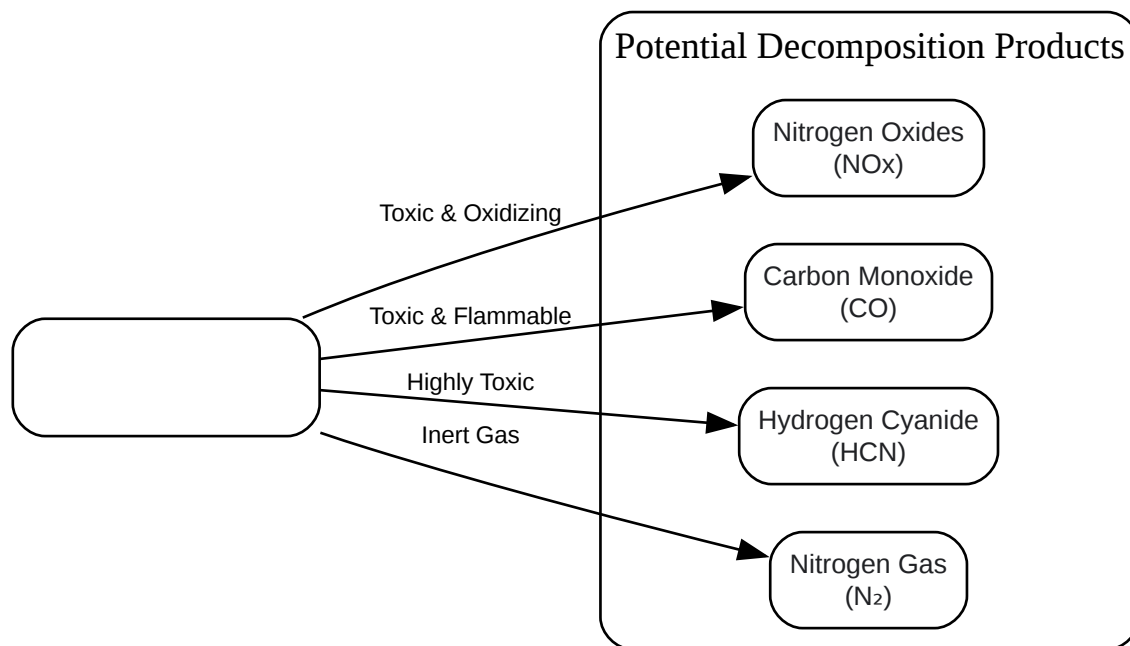 Potential Decomposition Products
Nitrogen Oxides
(NOx)
Toxic & Oxidizing
Carbon Monoxide
(CO)
Toxic & Flammable
Highly Toxic
Hydrogen Cyanide
(HCN)
Inert Gas
Nitrogen Gas
(N₂)